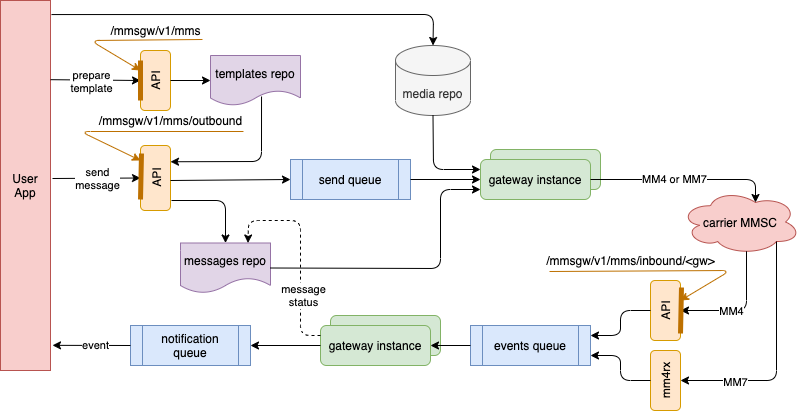 /mmsgw/v1/mms
prepare
template
API
templates repo
media repo
/mmsgw/v1/mms/outbound
User
App
send
message
API
send queue
gateway instance
MM4 or MM7
carrier MMSC
messages repo
message
status
/mmsgw/v1/mms/inbound/<gw>
API
MM4
event
notification
queue
gateway instance
events queue
mm4rx
MM7